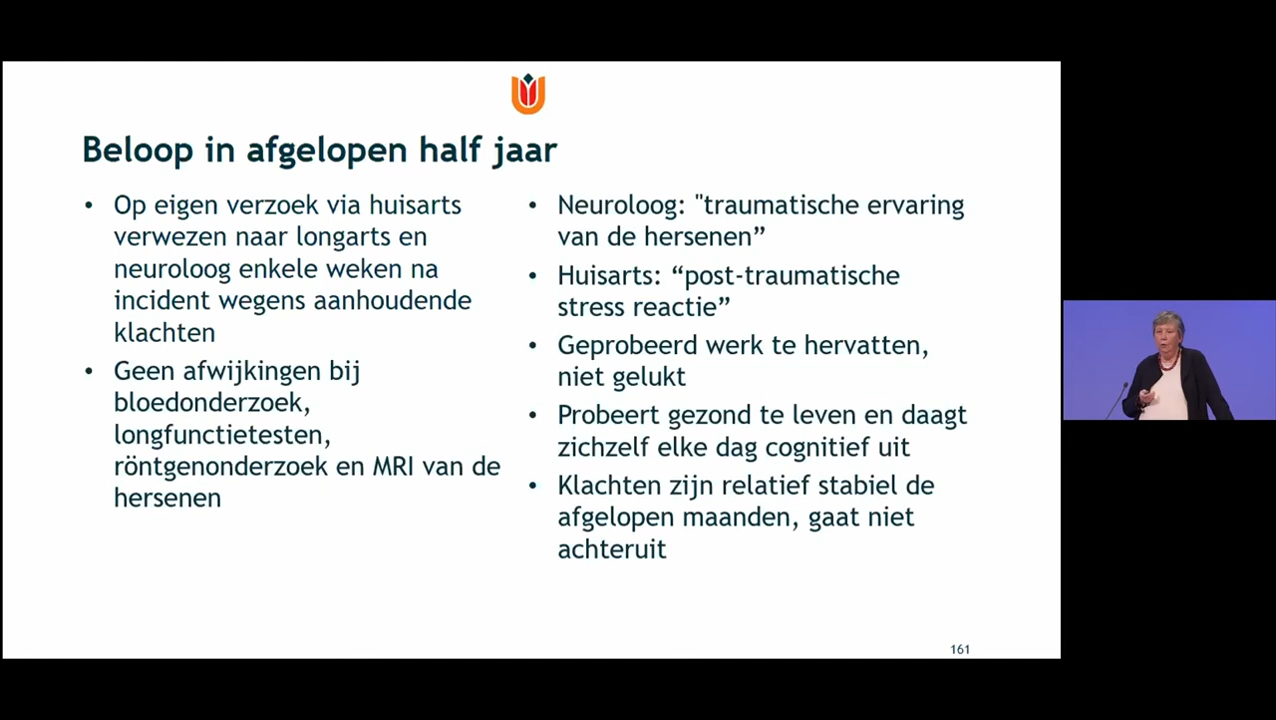 Beloop in afgelopen half jaar
• Op eigen verzoek via huisarts
verwezen naar longarts en
neuroloog enkele weken na
incident wegens aanhoudende
klachten
• Geen afwijkingen bij
bloedonderzoek,
longfunctietesten,
röntgenonderzoek en MRI van de
hersenen
• Neuroloog: "traumatische ervaring
van de hersenen”
• Huisarts: “post-traumatische
stress reactie”
• Geprobeerd werk te hervatten,
niet gelukt
• Probeert gezond te leven en daagt
zichzelf elke dag cognitief uit
• Klachten zijn relatief stabiel de
afgelopen maanden, gaat niet
achteruit
161